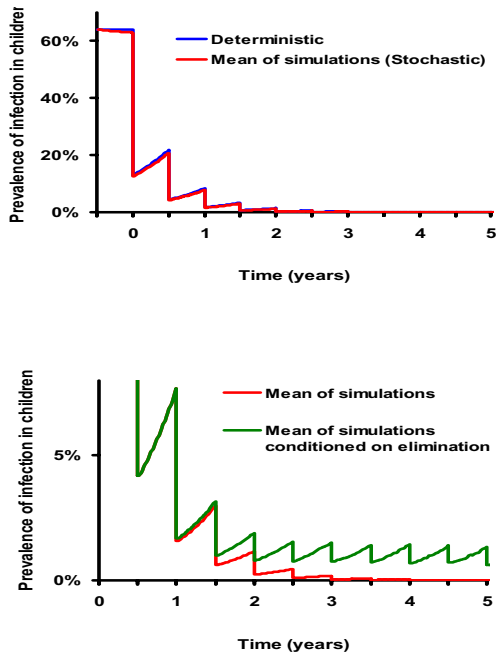 Prevalence of infection in children
60%
40%
20%
0%
Deterministic
Mean of simulations (Stochastic)
0 1 2 3 4 5
Time (years)
Prevalence of infection in children
5%
0%
Mean of simulations
Mean of simulations
conditioned on elimination
0 1 2 3 4 5
Time (years)